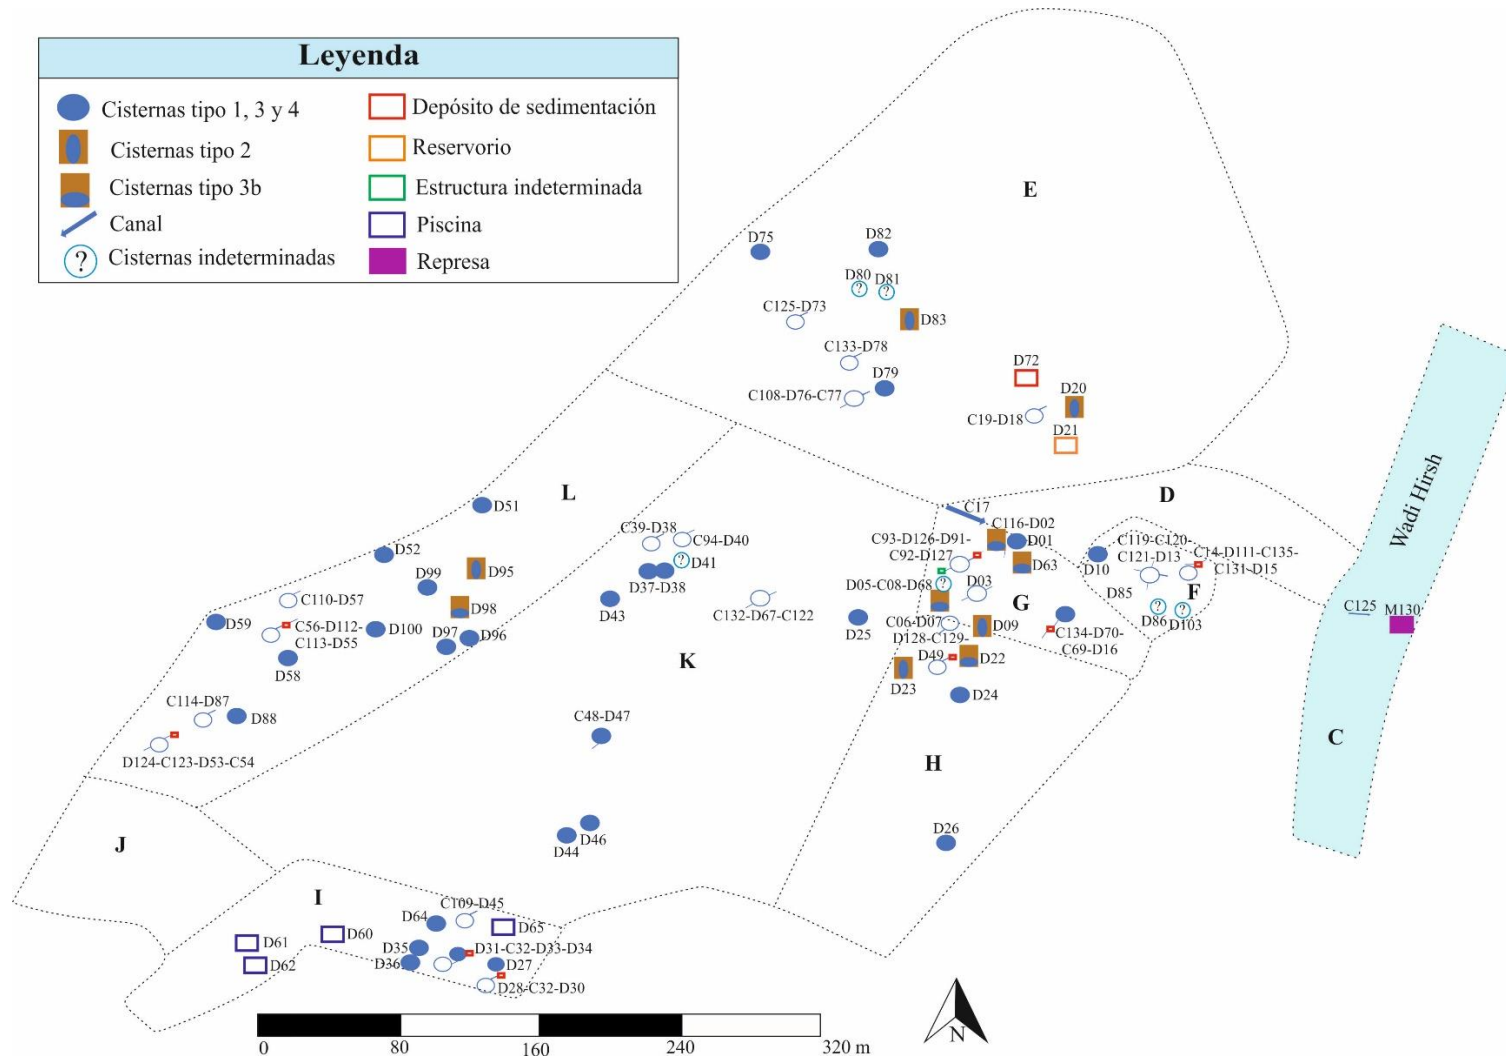 Leyenda
Cisternas tipo 1, 3 y 4
Cisternas tipo 2
Cisternas tipo 3b
Canal
? Cisternas indeterminadas
Depósito de sedimentación
Reservorio
Estructura indeterminada
Piscina
Represa
E
D75
D82
D80
D81
?
?
C125-D73
D83
C133-D78
D79
C108-D76-C77
D72
D20
C19-D18
D21
Wadi Hirsh
C
C125
M130
D
C17
C116-D02
D01
C93-D126-D91-
C92-D127
D63
D05-C08-D68
?
D03
G
C06-D07
D09
D128-C129-
D49
D22
D23
D24
D25
C134-D70-
C69-D16
D10
C119-C120-
C121-D13
C14-D111-C135-
C131-D15
F
D85
?
?
D86
D103
H
D26
L
D51
D52
D99
D95
D98
C110-D57
D59
C56-D112-
C113-D55
D100
D97
D96
D58
C114-D87
D88
D124-C123-D53-C54
K
C39-D38
C94-D40
?
D41
D37-D38
D43
C132-D67-C122
C48-D47
D46
D44
J
I
C109-D45
D64
D65
D60
D61
D62
D35
D36
D31-C32-D33-D34
D27
D28-C32-D30
N
0
80
160
240
320 m